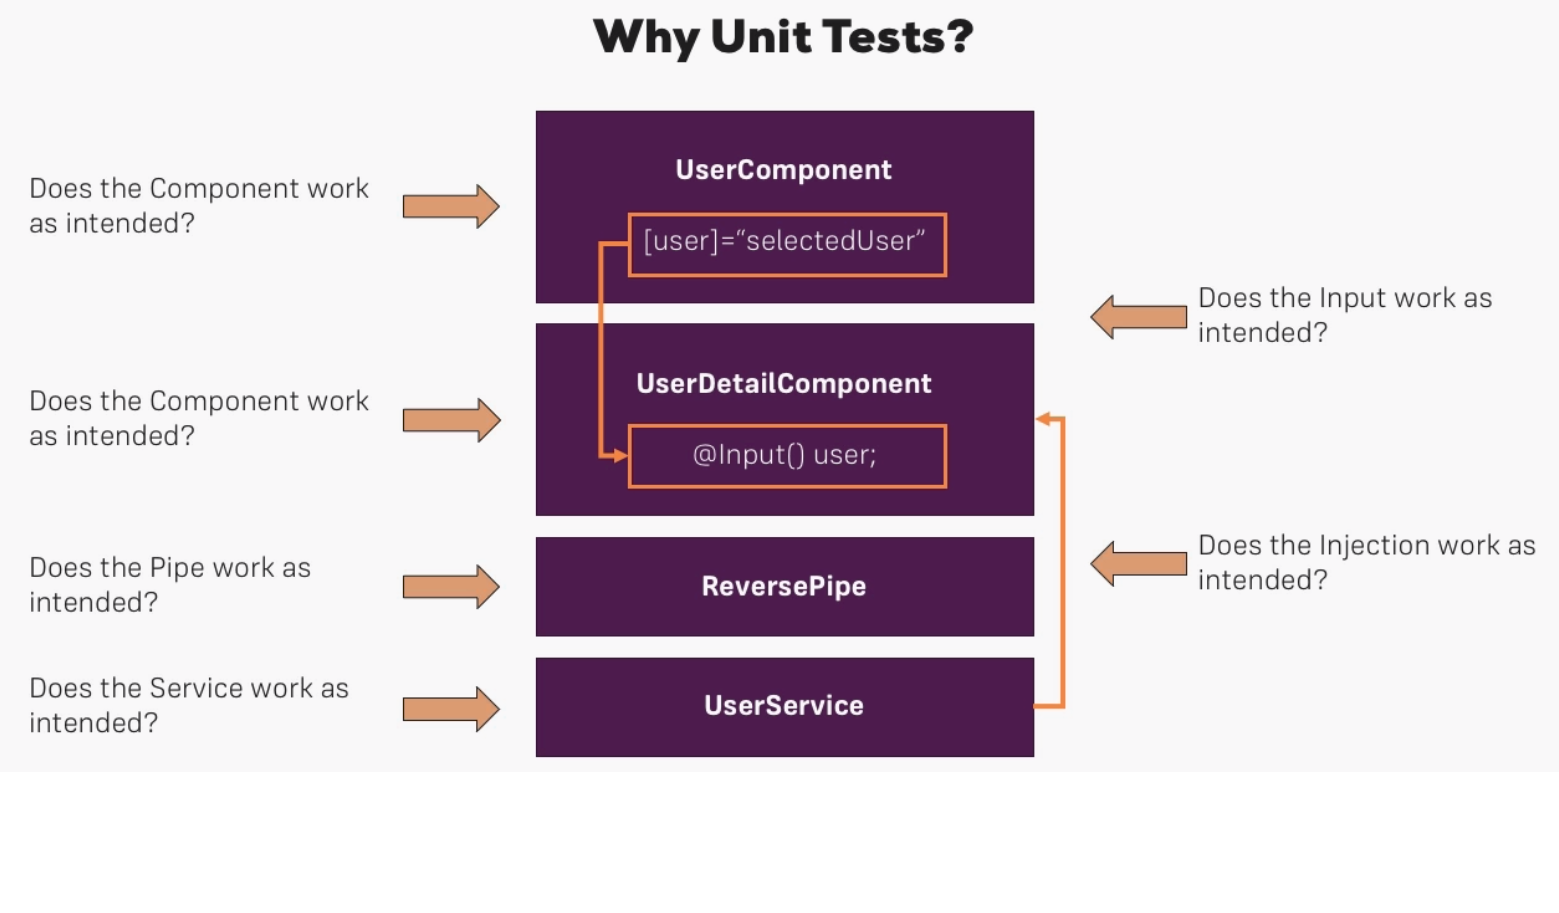 Why Unit Tests?
UserComponent
Does the Component work
as intended?
[user]=“selectedUser”
Does the Input work as
intended?
UserDetailComponent
Does the Component work
as intended?
@Input() user;
Does the Injection work as
intended?
Does the Pipe work as
intended?
ReversePipe
Does the Service work as
intended?
UserService